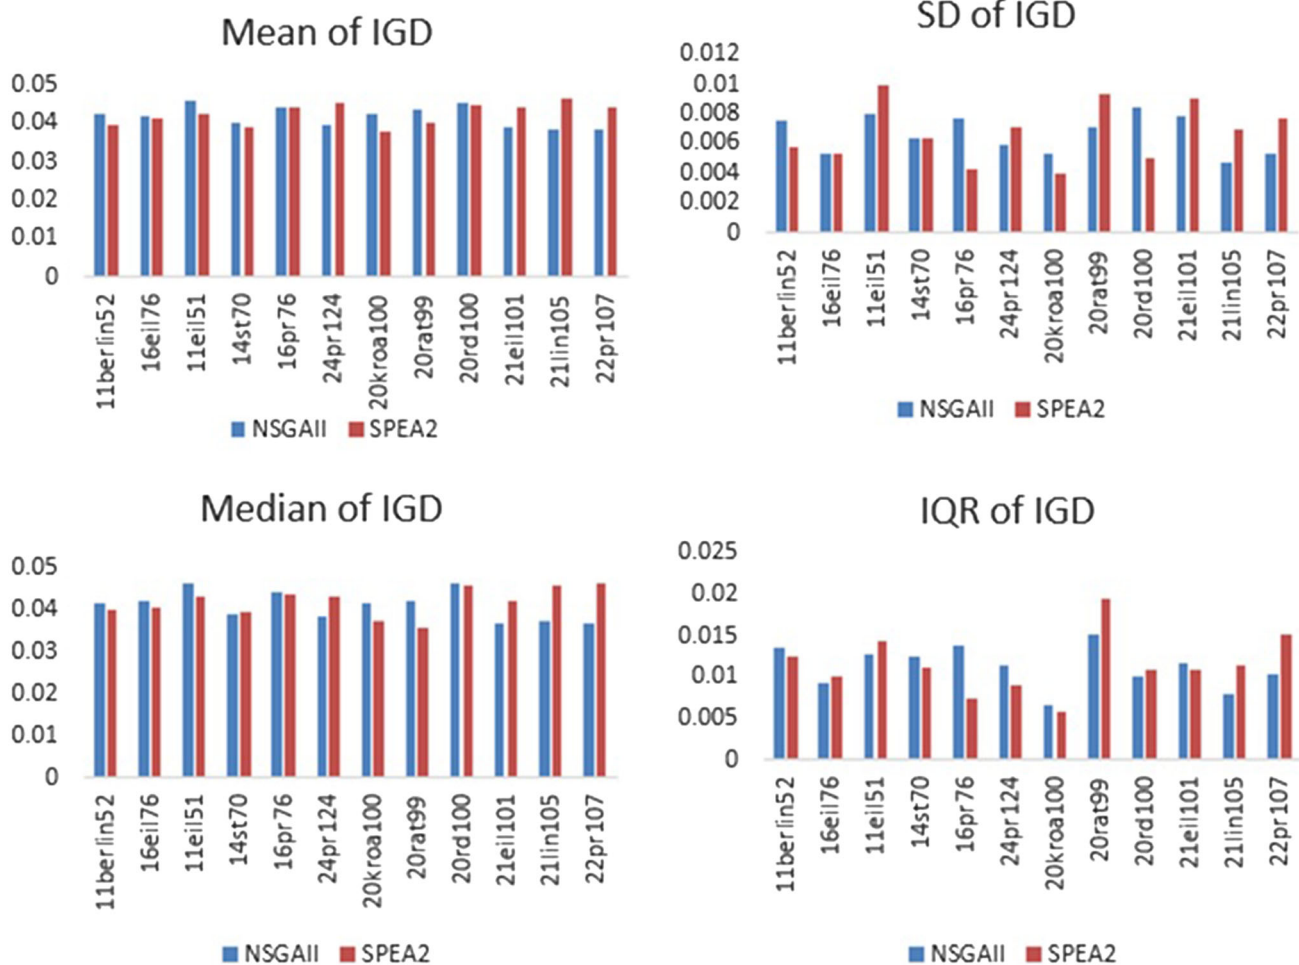 Mean of IGD
0.05
0.04
0.03
0.02
0.01
0
11berlin52
16eil76
11eil51
14st70
16pr76
24pr124
20kroa100
20rat99
20rd100
21eil101
21lin105
22pr107
NSGAII SPEA2
SD of IGD
0.012
0.01
0.008
0.006
0.004
0.002
0
11berlin52
16eil76
11eil51
14st70
16pr76
24pr124
20kroa100
20rat99
20rd100
21eil101
21lin105
22pr107
NSGAII SPEA2
Median of IGD
0.05
0.04
0.03
0.02
0.01
0
11berlin52
16eil76
11eil51
14st70
16pr76
24pr124
20kroa100
20rat99
20rd100
21eil101
21lin105
22pr107
NSGAII SPEA2
IQR of IGD
0.025
0.02
0.015
0.01
0.005
0
11berlin52
16eil76
11eil51
14st70
16pr76
24pr124
20kroa100
20rat99
20rd100
21eil101
21lin105
22pr107
NSGAII SPEA2